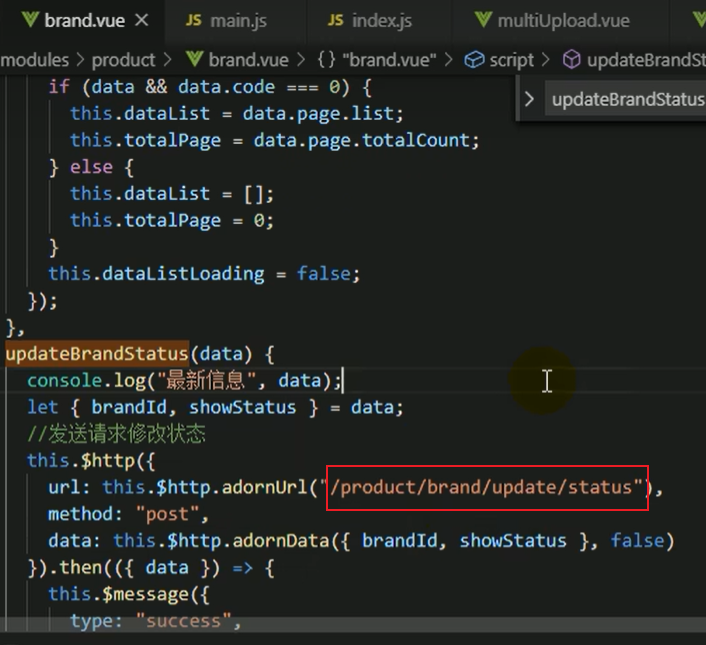 brand.vue
JS main.js
JS index.js
multiUpload.vue
modules > product > brand.vue > {} "brand.vue" > script > updateBrandSt
updateBrandStatus
if (data && data.code === 0) {
this.dataList = data.page.list;
this.totalPage = data.page.totalCount;
} else {
this.dataList = [];
this.totalPage = 0;
}
this.dataListLoading = false;
});
},
updateBrandStatus(data) {
console.log("最新信息", data);
let { brandId, showStatus } = data;
//发送请求修改状态
this.$http({
url: this.$http.adornUrl("/product/brand/update/status"),
method: "post",
data: this.$http.adornData({ brandId, showStatus }, false)
}).then(({ data }) => {
this.$message({
type: "success",